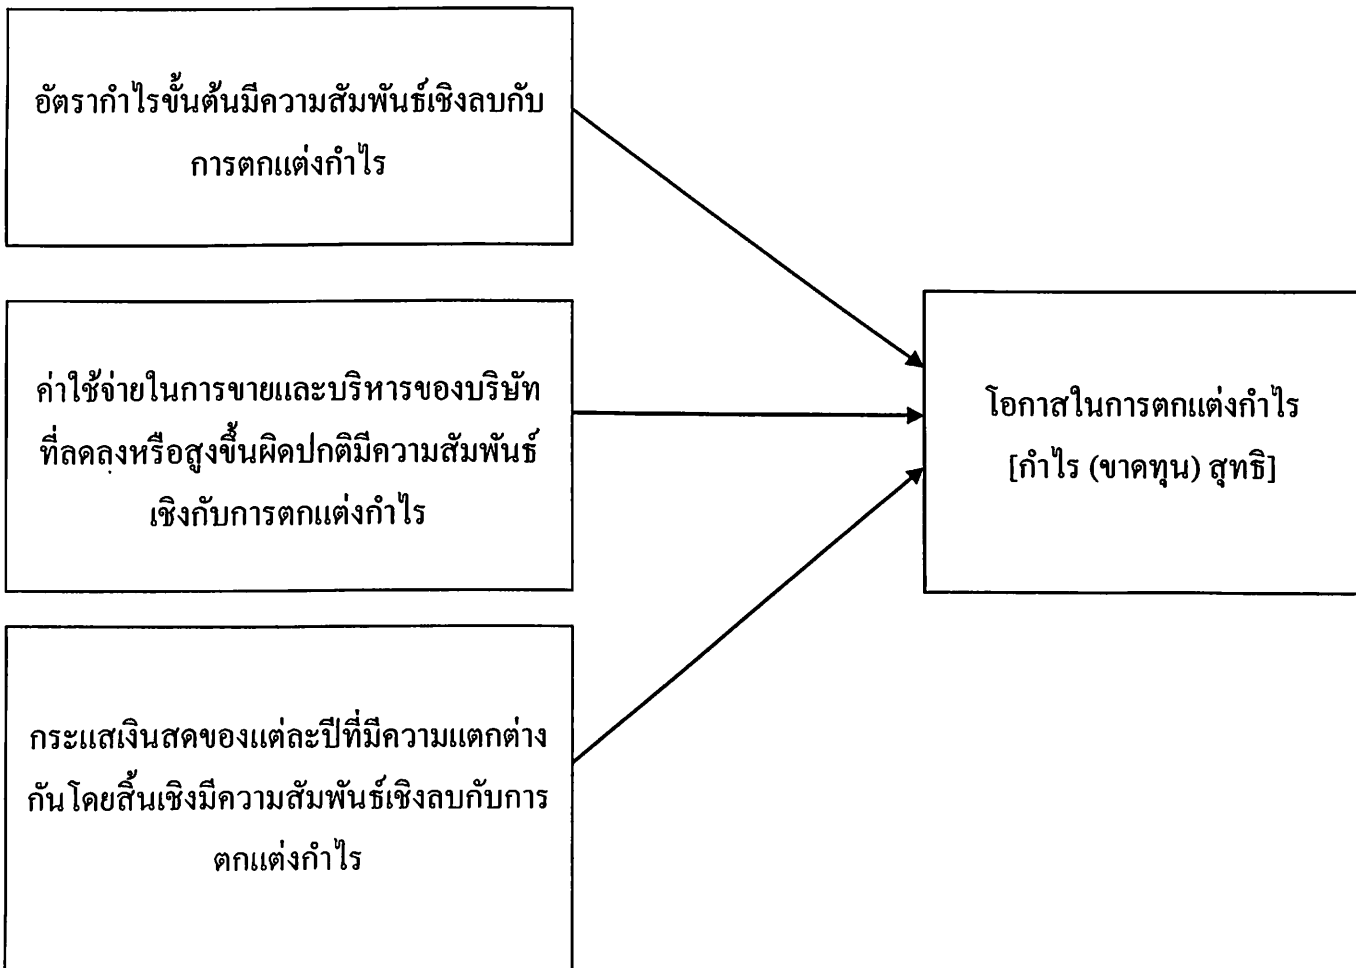 อัตรากำไรขั้นต้นมีความสัมพันธ์เชิงลบกับ
การตกแต่งกำไร
ค่าใช้จ่ายในการขายและบริหารของบริษัท
ที่ลดลงหรือสูงขึ้นผิดปกติมีความสัมพันธ์
เชิงกับการตกแต่งกำไร
กระแสเงินสดของแต่ละปีที่มีความแตกต่าง
กันโดยสิ้นเชิงมีความสัมพันธ์เชิงลบกับการ
ตกแต่งกำไร
โอกาสในการตกแต่งกำไร
[กำไร (ขาดทุน) สุทธิ]